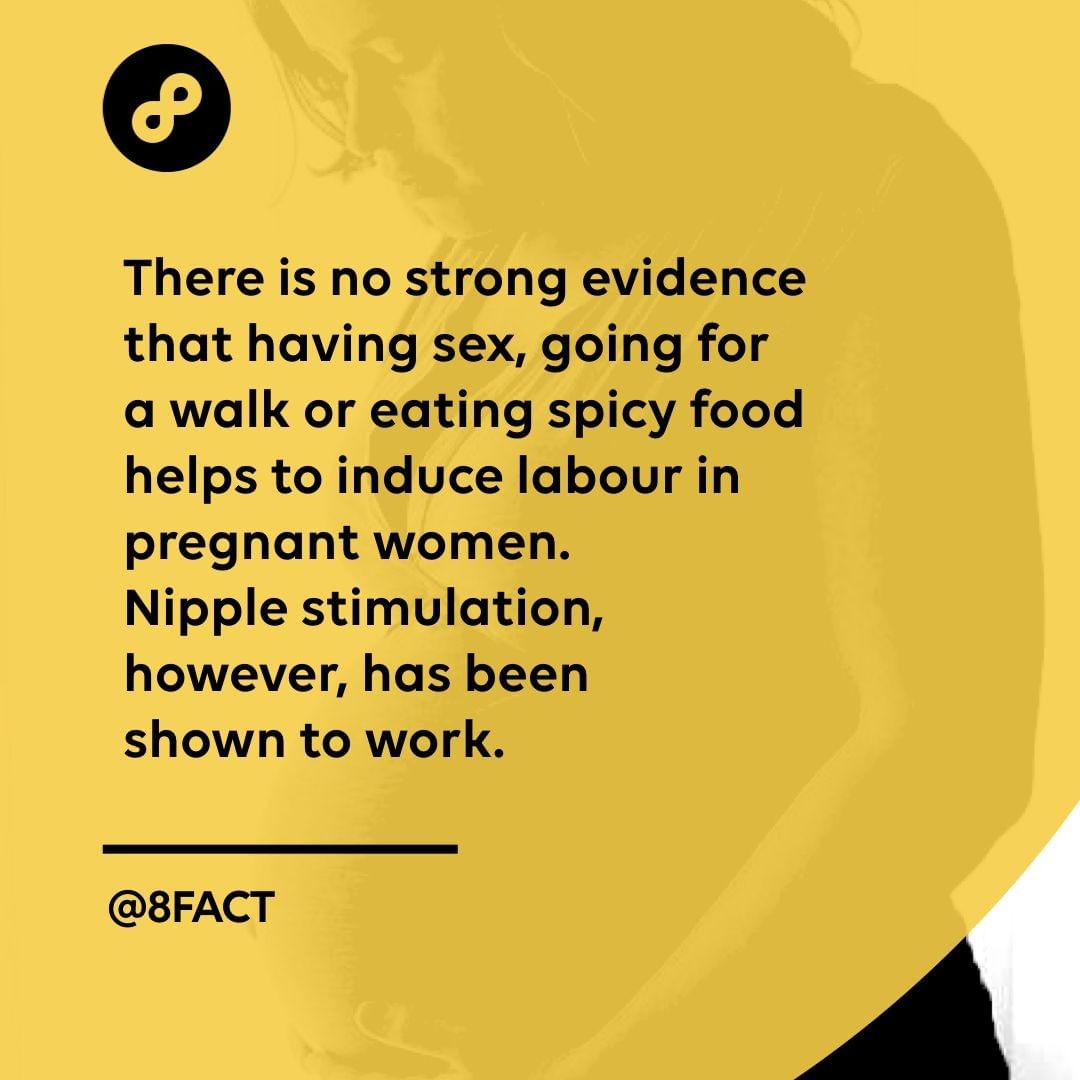 There is no strong evidence
that having sex, going for
a walk or eating spicy food
helps to induce labour in
pregnant women.
Nipple stimulation,
however, has been
shown to work.
@8FACT